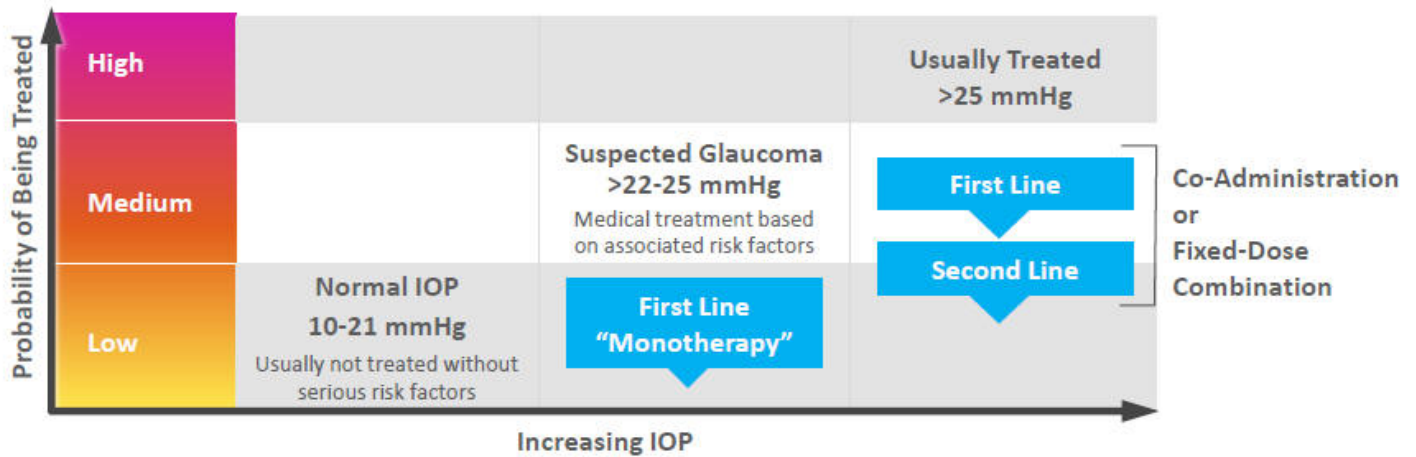 Probability of Being Treated
High
Medium
Low
Normal IOP
10-21 mmHg
Usually not treated without
serious risk factors
Suspected Glaucoma
>22-25 mmHg
Medical treatment based
on associated risk factors
First Line
“Monotherapy”
Usually Treated
>25 mmHg
First Line
Second Line
Co-Administration
or
Fixed-Dose
Combination
Increasing IOP